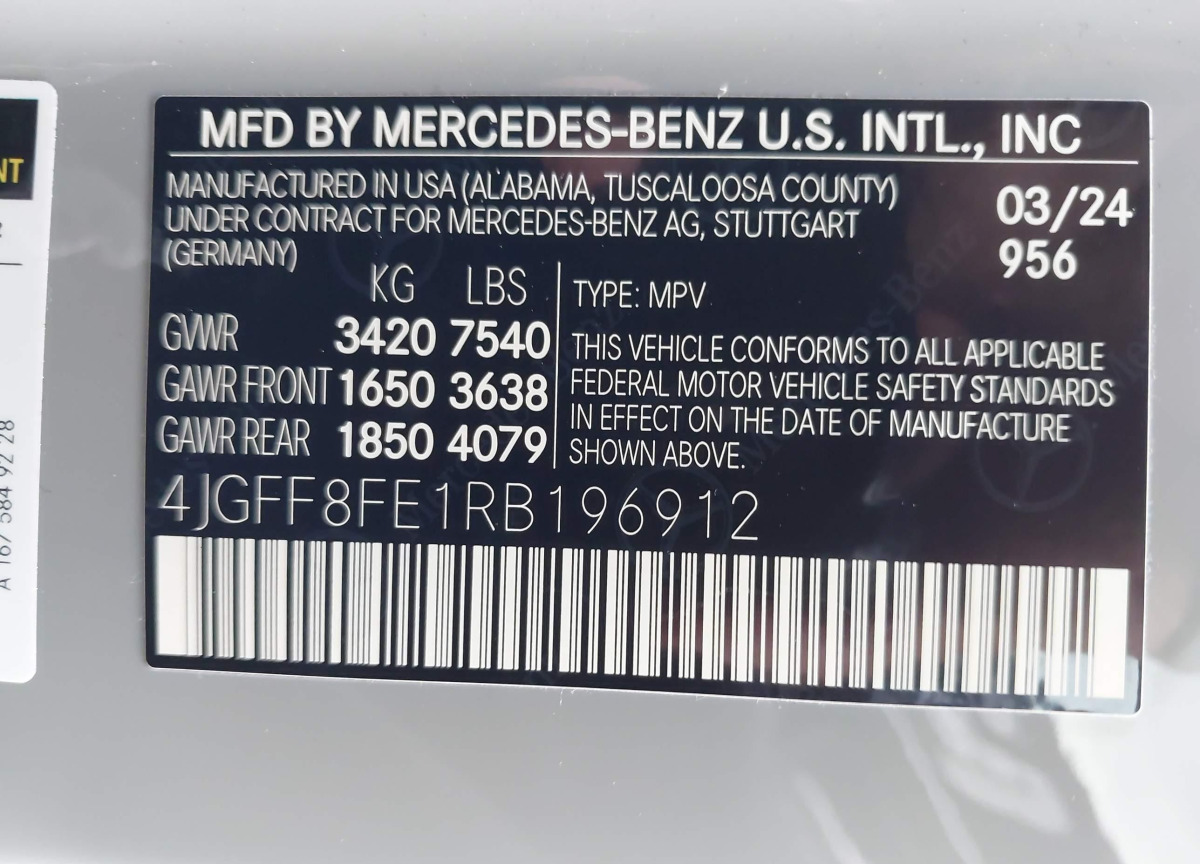 MFD BY MERCEDES-BENZ U.S. INTL., INC
MANUFACTURED IN USA (ALABAMA, TUSCALOOSA COUNTY)
UNDER CONTRACT FOR MERCEDES-BENZ AG, STUTTGART
(GERMANY)
03/24
956
KG LBS
GVWR 3420 7540
GAWR FRONT 1650 3638
GAWR REAR 1850 4079
TYPE: MPV
THIS VEHICLE CONFORMS TO ALL APPLICABLE
FEDERAL MOTOR VEHICLE SAFETY STANDARDS
IN EFFECT ON THE DATE OF MANUFACTURE
SHOWN ABOVE.
4JGFF8FE1RB196912
NT
A 167 584 92 28